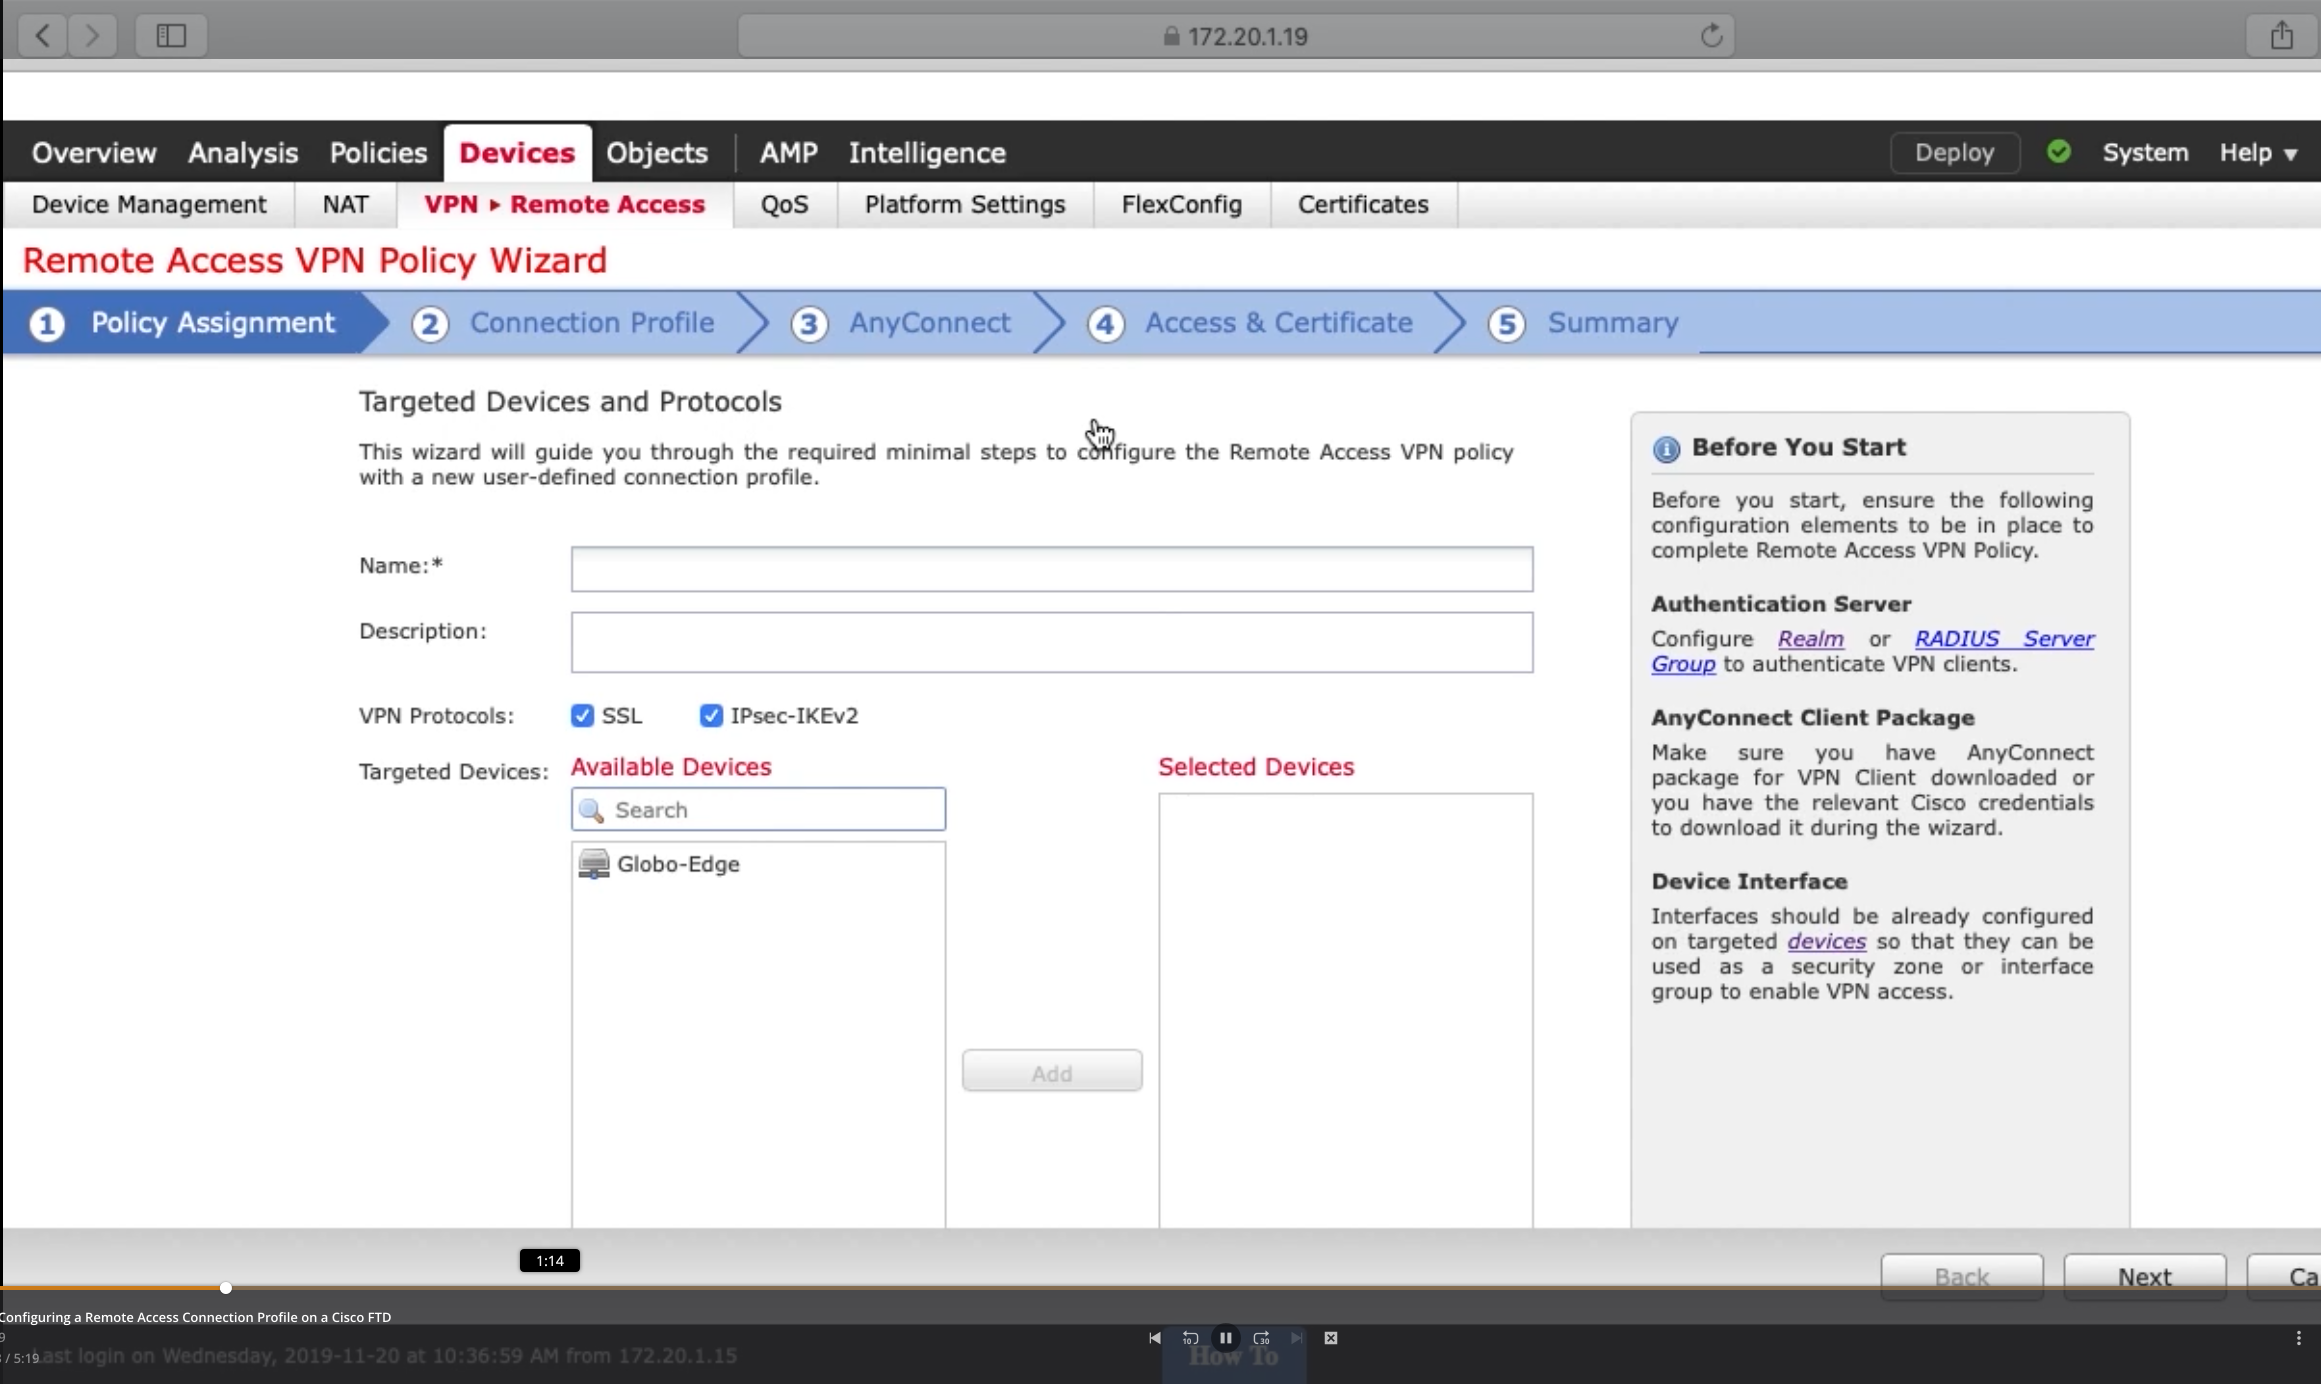 172.20.1.19
Overview Analysis Policies Devices Objects AMP Intelligence Deploy System Help
Device Management NAT VPN ▸ Remote Access QoS Platform Settings FlexConfig Certificates
Remote Access VPN Policy Wizard
1 Policy Assignment 2 Connection Profile 3 AnyConnect 4 Access & Certificate 5 Summary
Targeted Devices and Protocols
This wizard will guide you through the required minimal steps to configure the Remote Access VPN policy
with a new user-defined connection profile.
Name:*
Description:
VPN Protocols: SSL IPsec-IKEv2
Targeted Devices: Available Devices Selected Devices
Search
Globo-Edge
Add
Before You Start
Before you start, ensure the following
configuration elements to be in place to
complete Remote Access VPN Policy.
Authentication Server
Configure Realm or RADIUS Server
Group to authenticate VPN clients.
AnyConnect Client Package
Make sure you have AnyConnect
package for VPN Client downloaded or
you have the relevant Cisco credentials
to download it during the wizard.
Device Interface
Interfaces should be already configured
on targeted devices so that they can be
used as a security zone or interface
group to enable VPN access.
1:14
Back Next Ca
Configuring a Remote Access Connection Profile on a Cisco FTD
9
10 30
/ 5:19
Last login on Wednesday, 2019-11-20 at 10:36:59 AM from 172.20.1.15
How To